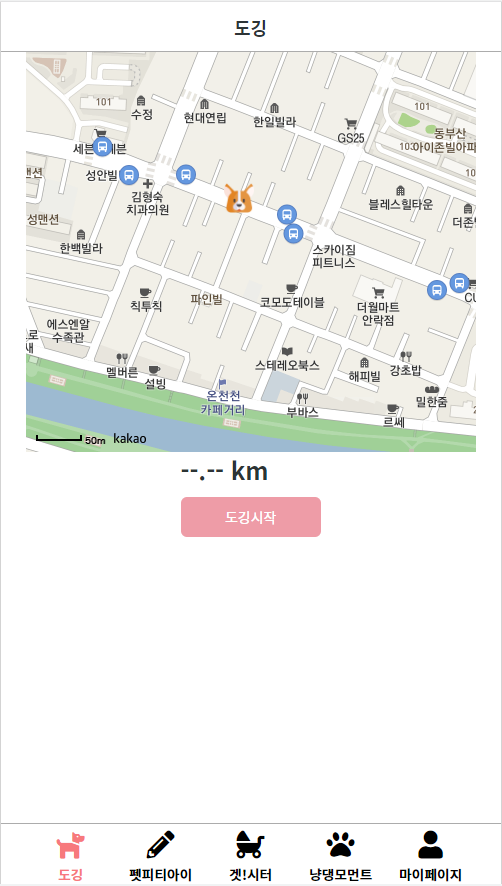 도깅
101
수정
현대연립
한일빌라
GS25
101
동부산
아이존빌아파
103
세븐
성안빌
김형숙
치과의원
맨션
성맨션
한백빌라
블레스힐타운
더존
스카이짐
피트니스
CU
칙투칙
파인빌
코모도테이블
더월마트
안락점
에스엔알
수족관
로
새
멜버른
설빙
스테레오북스
해피빌
강초밥
온천천
카페거리
부바스
밀한줌
르쎄
50m
kakao
--.-- km
도깅시작
도깅
펫피티아이
겟!시터
냥댕모먼트
마이페이지